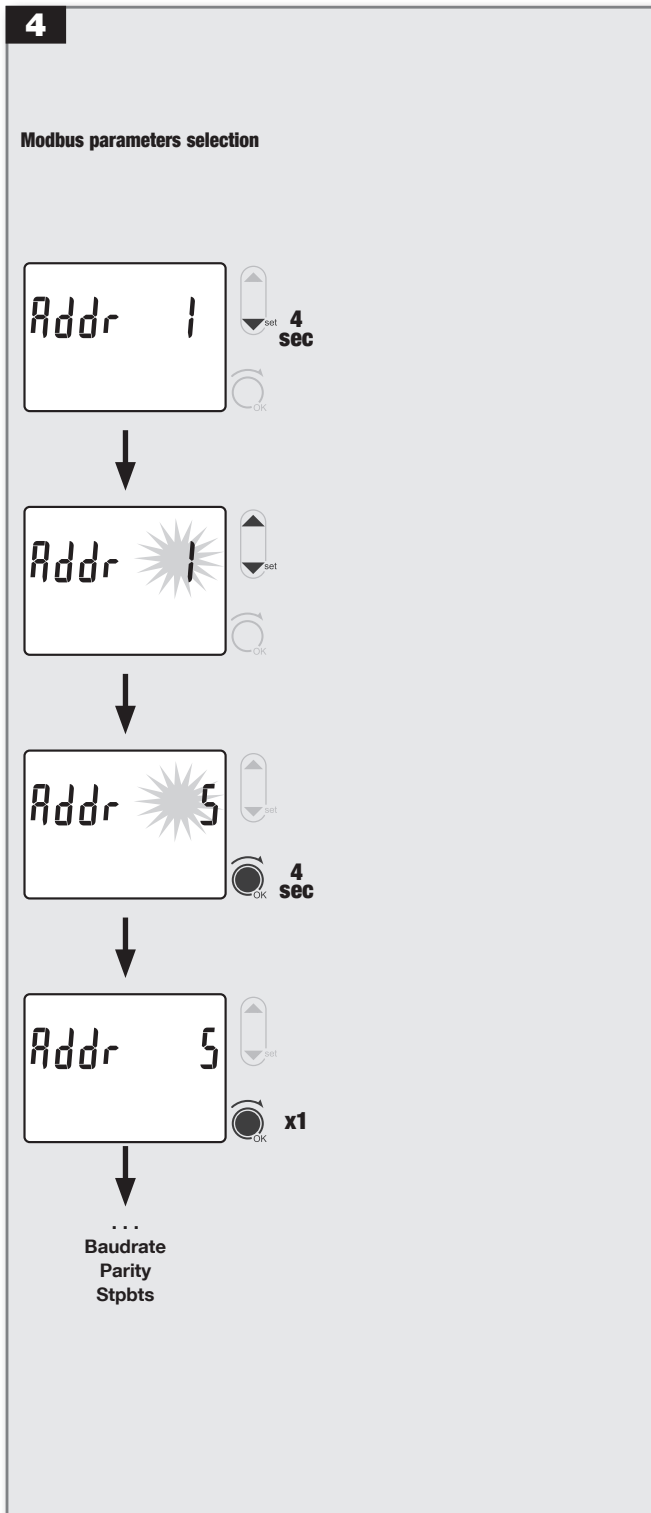 4
Modbus parameters selection
Addr 1
set
4
sec
OK
Addr 1
set
OK
Addr 5
set
OK
4
sec
Addr 5
set
OK
x1
...
Baudrate
Parity
Stpbts